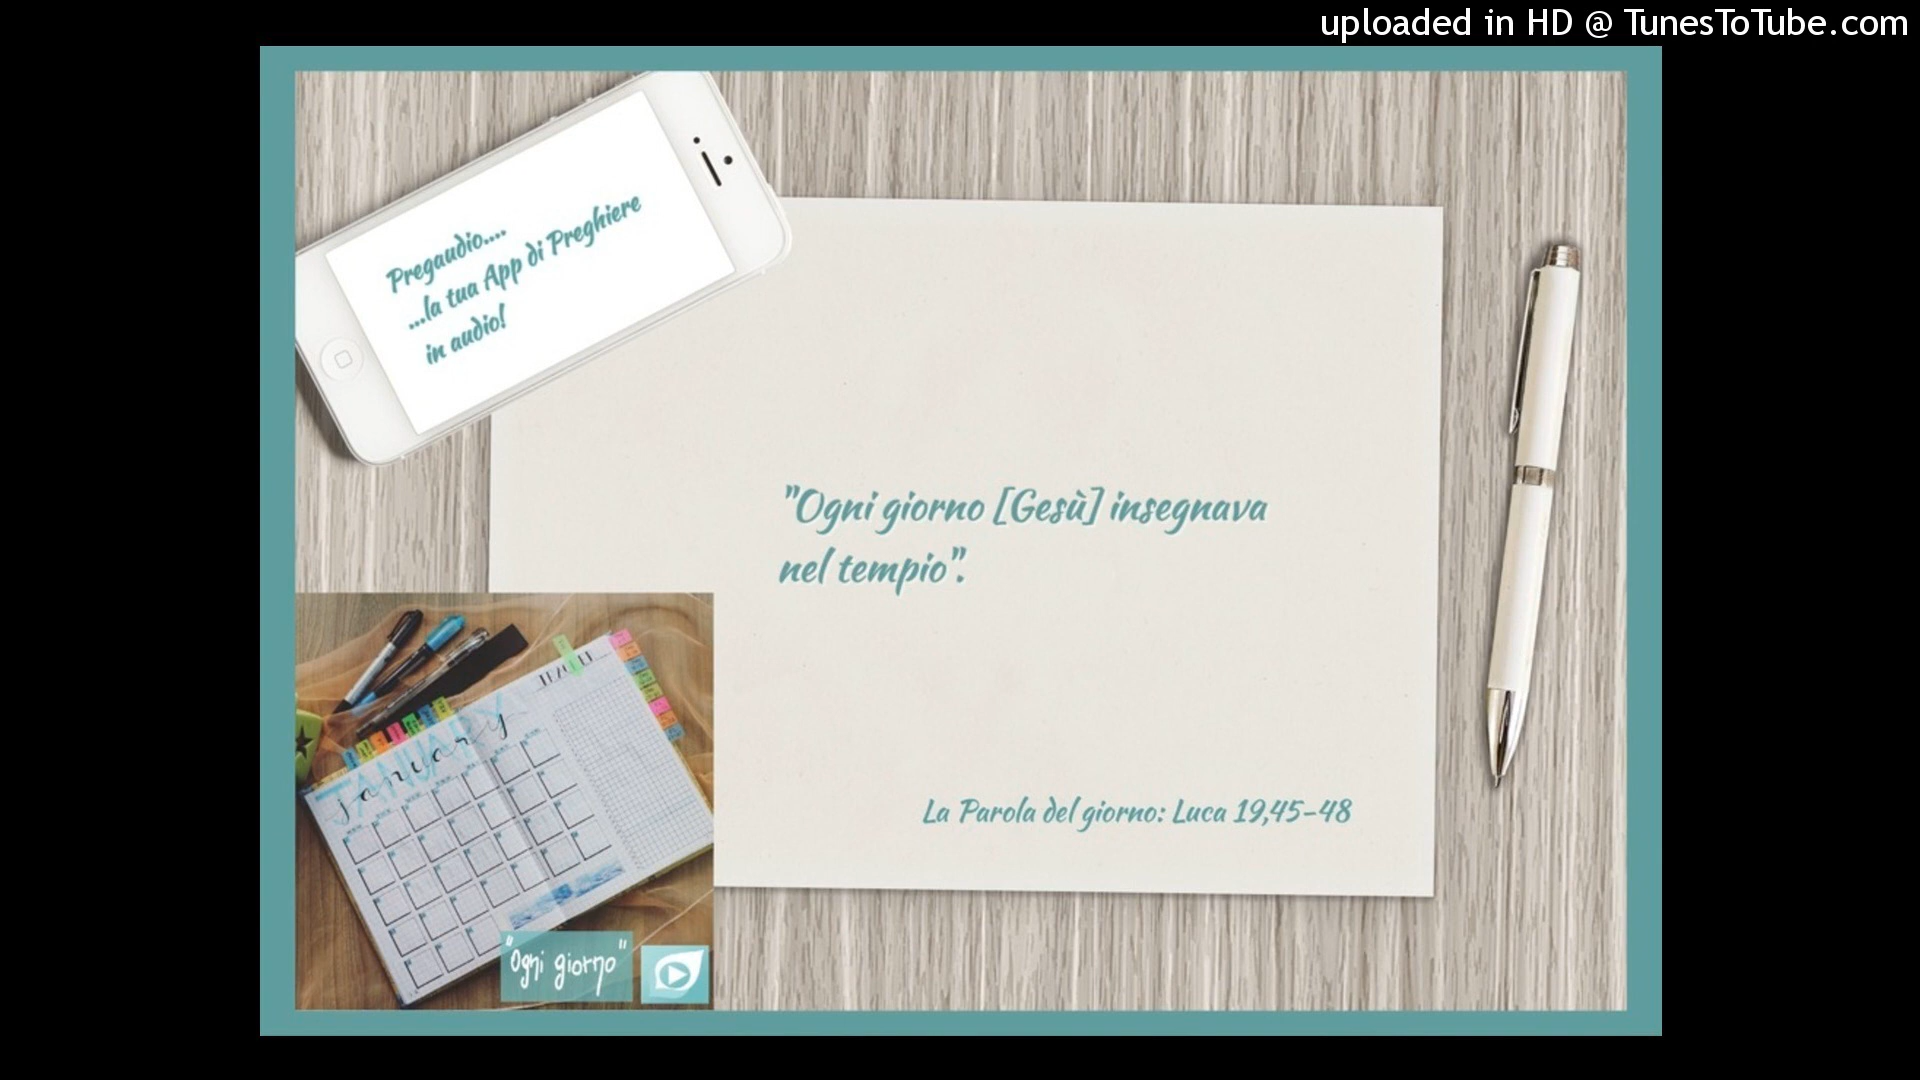 uploaded in HD @ TunesToTube.com
Pregaudio....
...la tua App di Preghiere
in audio!
"Ogni giorno [Gesù] insegnava
nel tempio".
La Parola del giorno: Luca 19,45-48
JANUARY
january
"Ogni giorno"